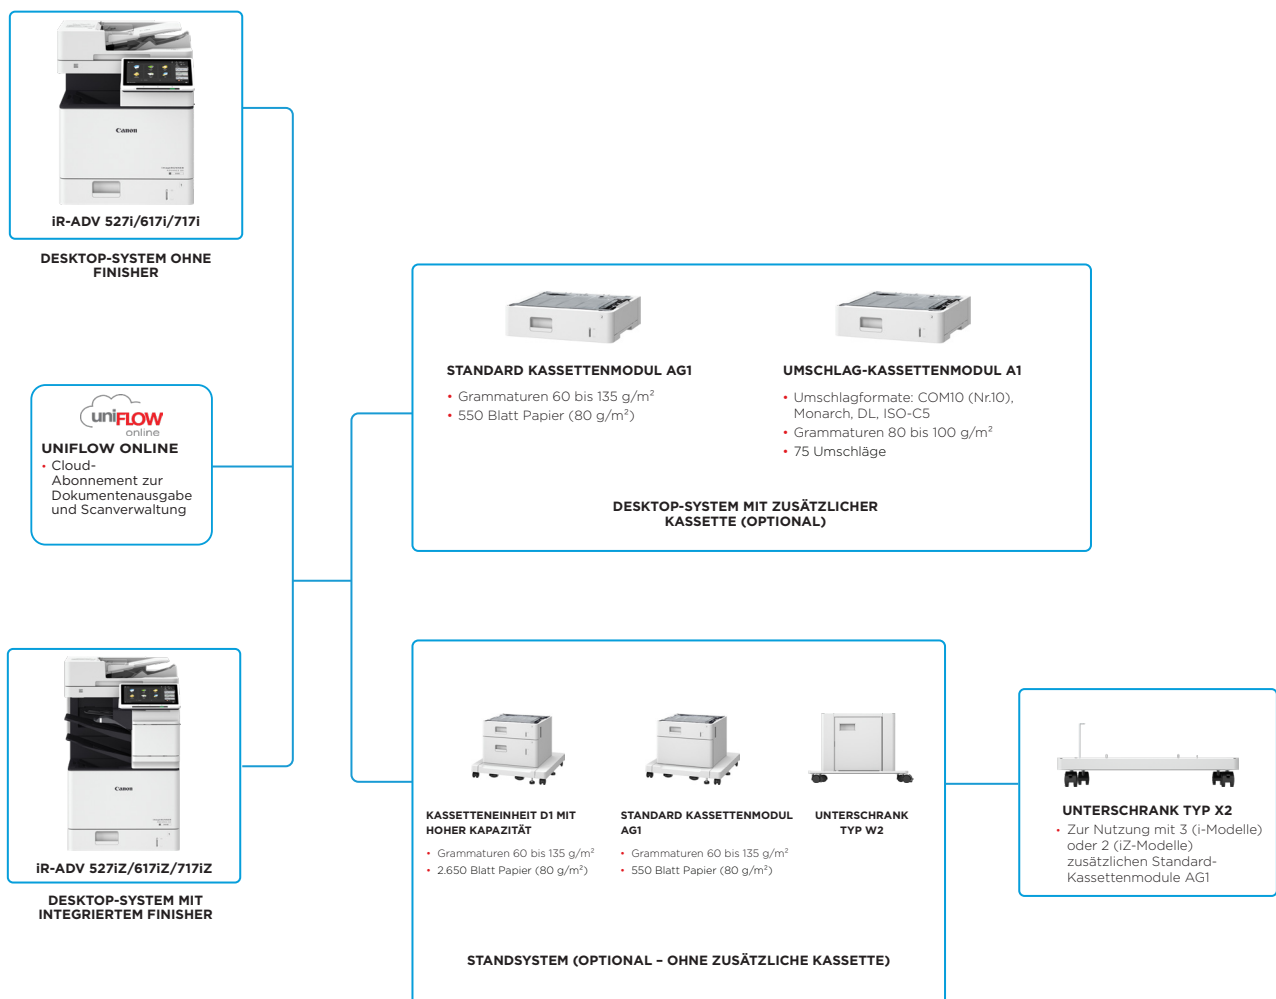 Canon
iR-ADV 527i/617i/717i
DESKTOP-SYSTEM OHNE
FINISHER
uniFLOW
online
UNIFLOW ONLINE
• Cloud-
Abonnement zur
Dokumentenausgabe
und Scanverwaltung
Canon
iR-ADV 527iZ/617iZ/717iZ
DESKTOP-SYSTEM MIT
INTEGRIERTEM FINISHER
STANDARD KASSETTENMODUL AG1
• Grammaturen 60 bis 135 g/m²
• 550 Blatt Papier (80 g/m²)
UMSCHLAG-KASSETTENMODUL A1
• Umschlagformate: COM10 (Nr.10),
Monarch, DL, ISO-C5
• Grammaturen 80 bis 100 g/m²
• 75 Umschläge
DESKTOP-SYSTEM MIT ZUSÄTZLICHER
KASSETTE (OPTIONAL)
KASSETTENEINHEIT D1 MIT
HOHER KAPAZITÄT
• Grammaturen 60 bis 135 g/m²
• 2.650 Blatt Papier (80 g/m²)
STANDARD KASSETTENMODUL
AG1
• Grammaturen 60 bis 135 g/m²
• 550 Blatt Papier (80 g/m²)
UNTERSCHRANK
TYP W2
STANDSYSTEM (OPTIONAL – OHNE ZUSÄTZLICHE KASSETTE)
UNTERSCHRANK TYP X2
• Zur Nutzung mit 3 (i-Modelle)
oder 2 (iZ-Modelle)
zusätzlichen Standard-
Kassettenmodule AG1